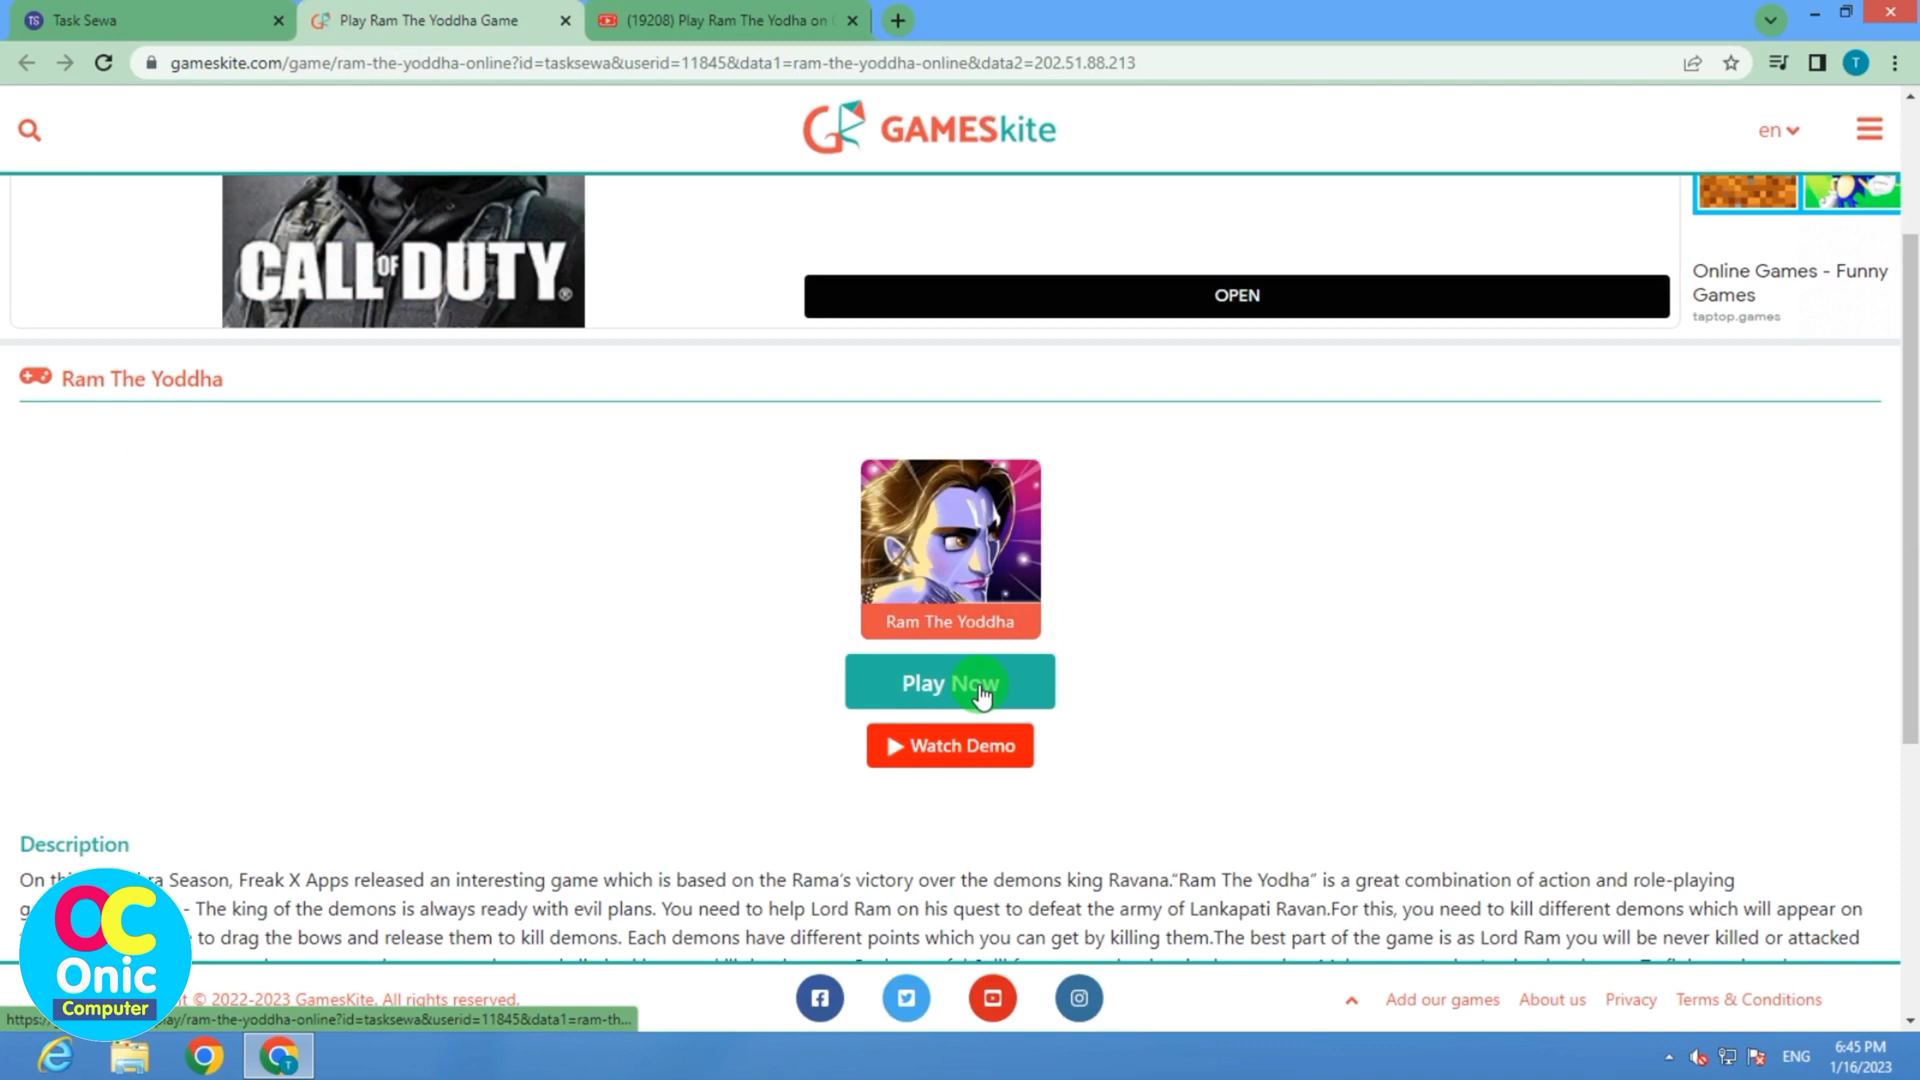 TS Task Sewa
Play Ram The Yoddha Game
(19208) Play Ram The Yodha on
gameskite.com/game/ram-the-yoddha-online?id=tasksewa&userid=11845&data1=ram-the-yoddha-online&data2=202.51.88.213
T
GAMESkite
en
CALL OF DUTY®
OPEN
Online Games - Funny
Games
taptop.games
Ram The Yoddha
Ram The Yoddha
Play Now
Watch Demo
Description
On ra Season, Freak X Apps released an interesting game which is based on the Rama's victory over the demons king Ravana."Ram The Yodha" is a great combination of action and role-playing
- The king of the demons is always ready with evil plans. You need to help Lord Ram on his quest to defeat the army of Lankapati Ravan.For this, you need to kill different demons which will appear on
to drag the bows and release them to kill demons. Each demons have different points which you can get by killing them.The best part of the game is as Lord Ram you will be never killed or attacked
OC
Onic
Computer
© 2022-2023 GamesKite. All rights reserved.
Add our games About us Privacy Terms & Conditions
https:// lay/ram-the-yoddha-online?id=tasksewa&userid=11845&data1=ram-th...
T
ENG
6:45 PM
1/16/2023